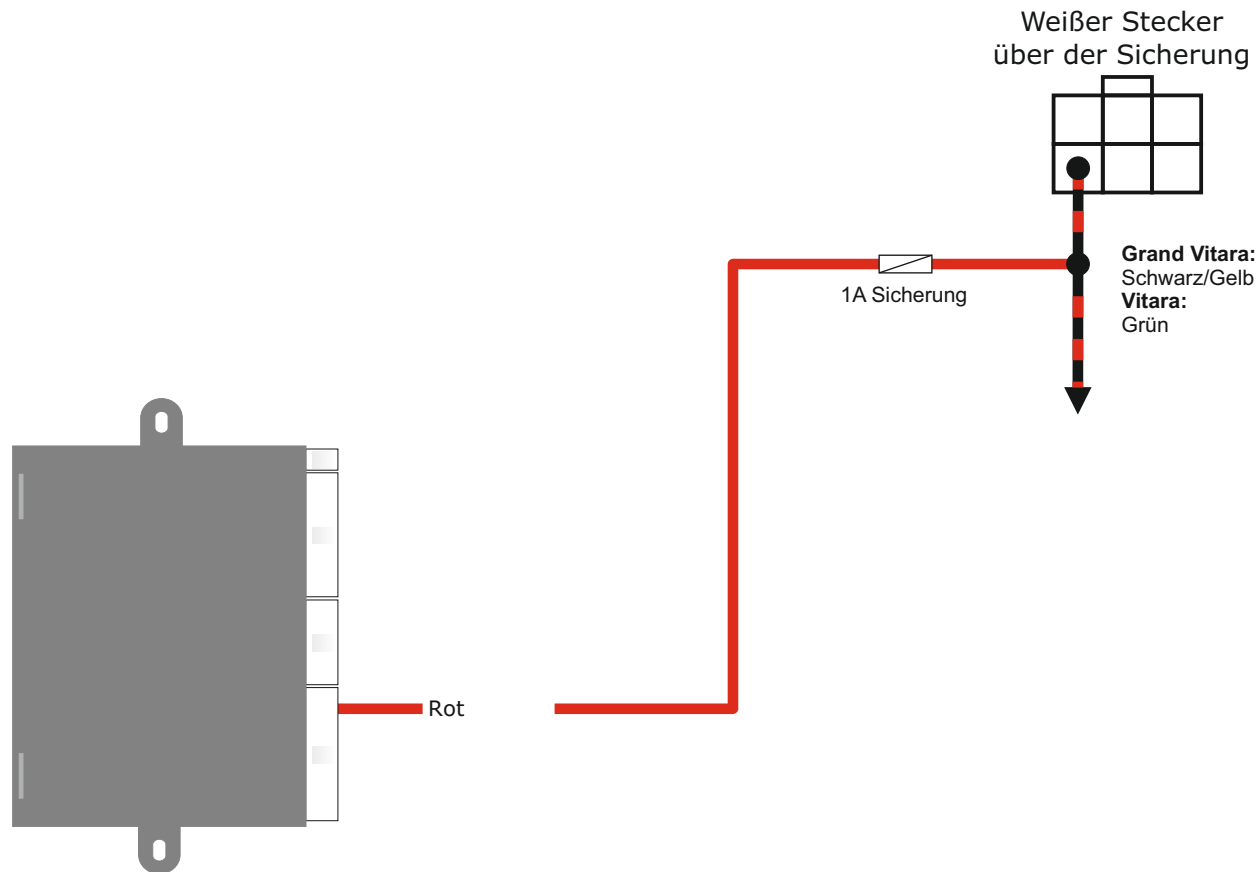 Weißer Stecker
über der Sicherung
1A Sicherung
Grand Vitara:
Schwarz/Gelb
Vitara:
Grün
Rot